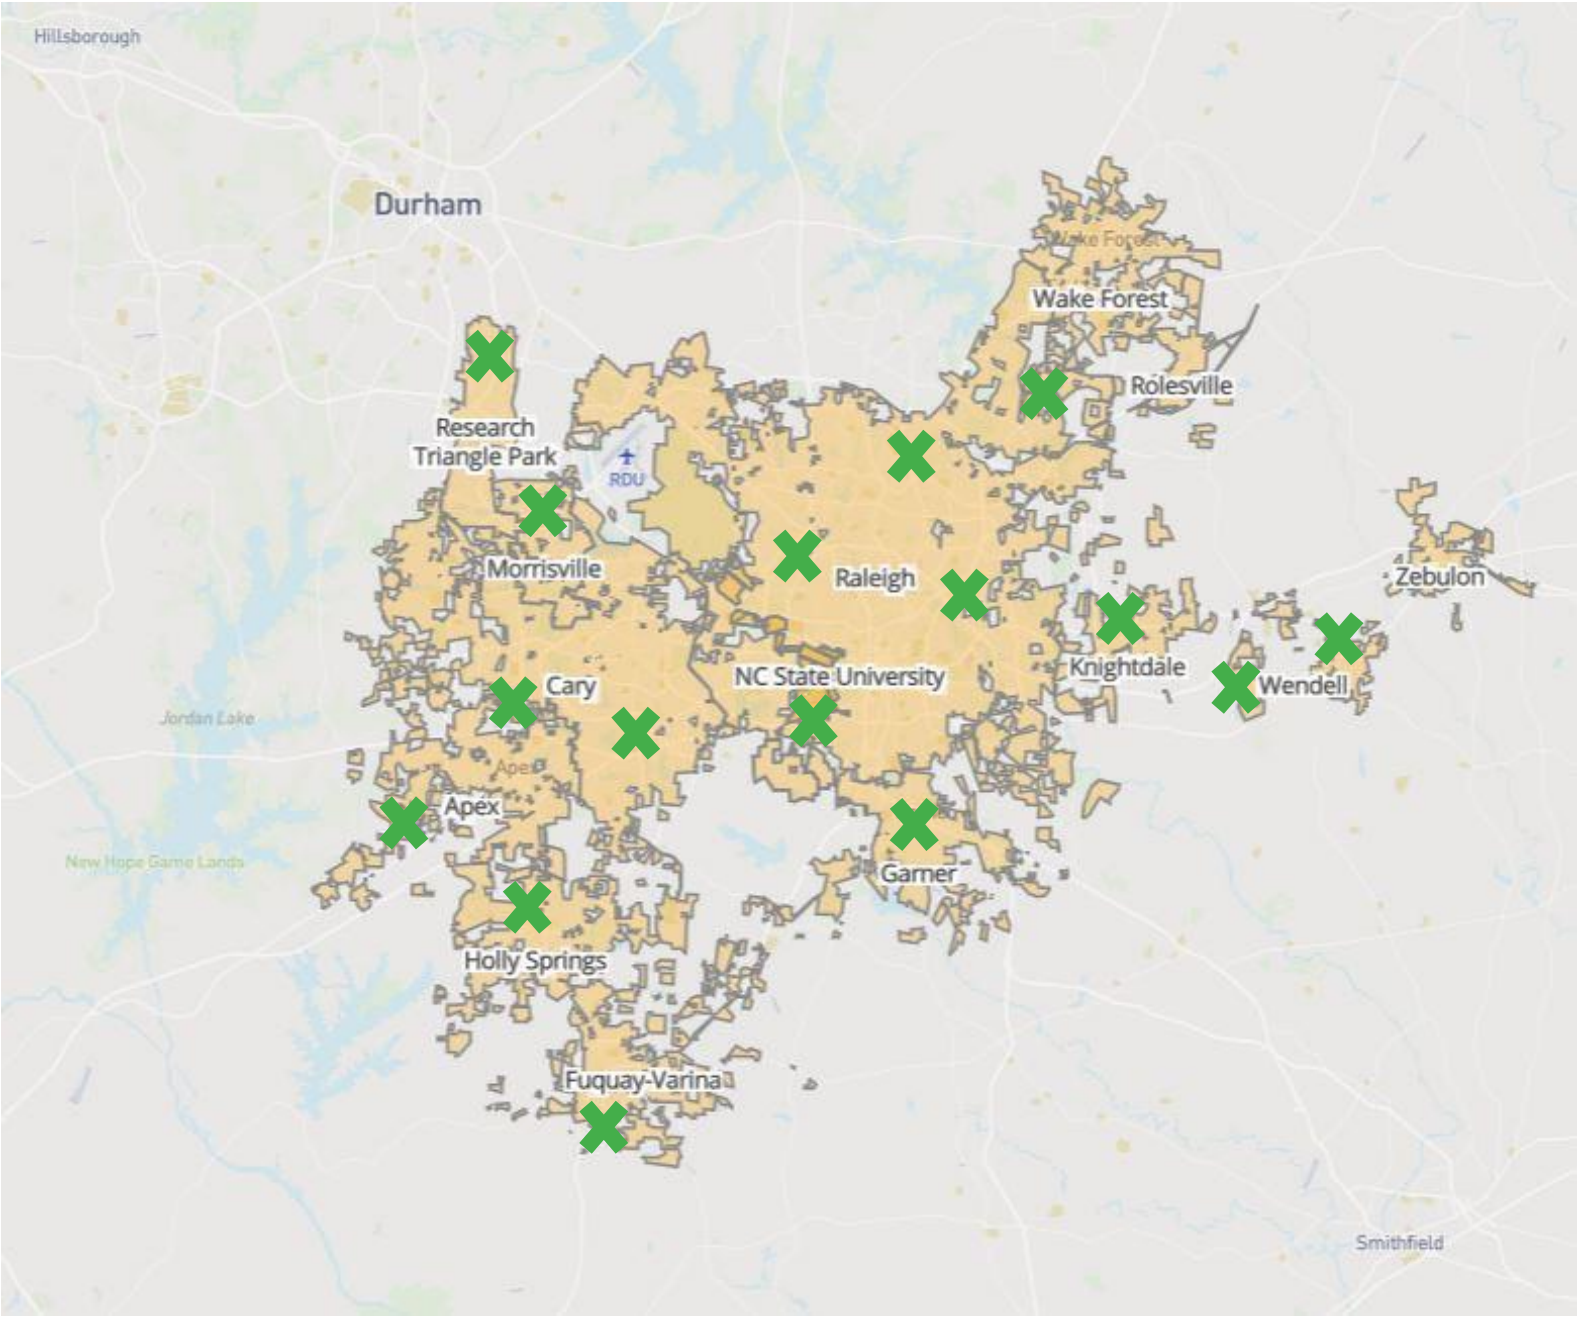 Hillsborough
Durham
Wake Forest
Wake Forest
Rolesville
Research
Triangle Park
RDU
Morrisville
Raleigh
Zebulon
Knightdale
NC State University
Wendell
Cary
Jordan Lake
Apex
Apex
New Hope Game Lands
Garner
Holly Springs
Fuquay-Varina
Smithfield